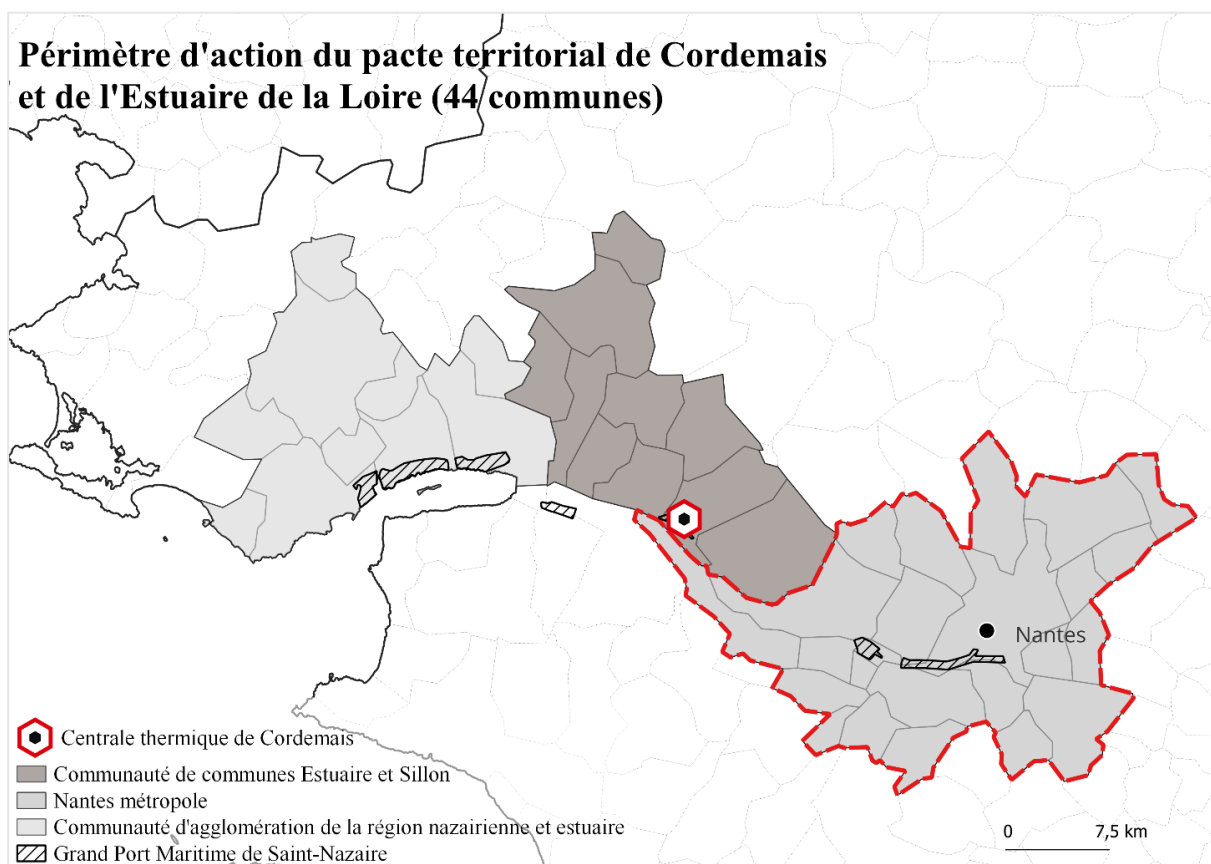 Périmètre d'action du pacte territorial de Cordemais
et de l'Estuaire de la Loire (44 communes)
Nantes
Centrale thermique de Cordemais
Communauté de communes Estuaire et Sillon
Nantes métropole
Communauté d'agglomération de la région nazairienne et estuaire
Grand Port Maritime de Saint-Nazaire
0 7,5 km